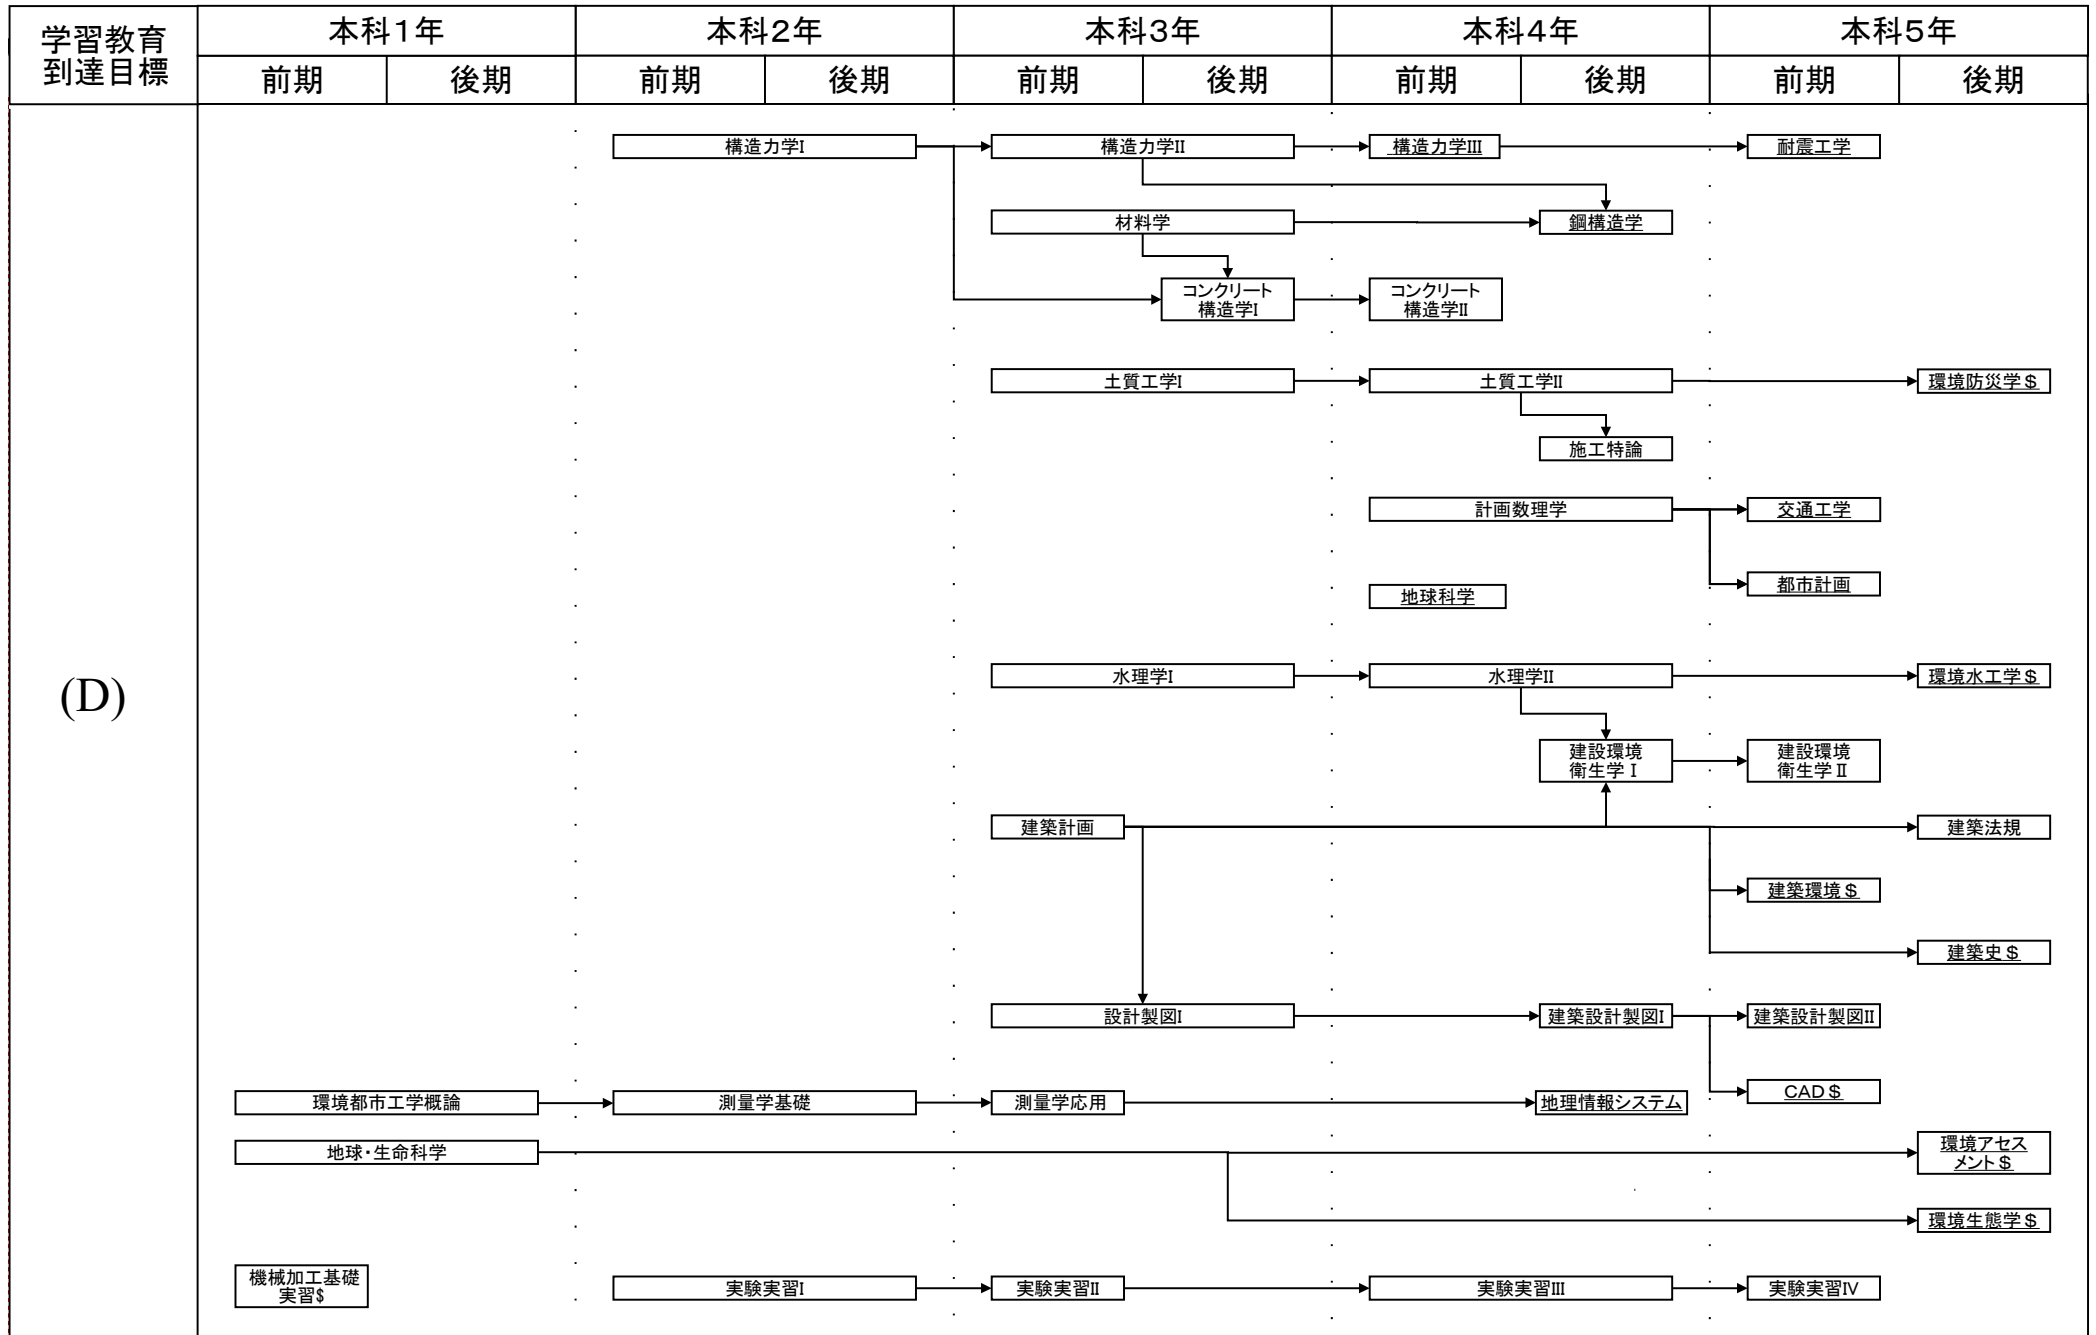 学習教育
到達目標
本科1年
本科2年
本科3年
本科4年
本科5年
前期
後期
前期
後期
前期
後期
前期
後期
前期
後期
(D)
構造力学I
構造力学II
構造力学III
耐震工学
材料学
鋼構造学
コンクリート
構造学I
コンクリート
構造学II
土質工学I
土質工学II
環境防災学＄
施工特論
計画数理学
交通工学
都市計画
地球科学
水理学I
水理学II
環境水工学＄
建設環境
衛生学Ⅰ
建設環境
衛生学Ⅱ
建築計画
建築法規
建築環境＄
建築史＄
設計製図I
建築設計製図I
建築設計製図II
CAD＄
環境都市工学概論
測量学基礎
測量学応用
地理情報システム
地球・生命科学
環境アセス
メント＄
環境生態学＄
機械加工基礎
実習$
実験実習I
実験実習II
実験実習III
実験実習IV